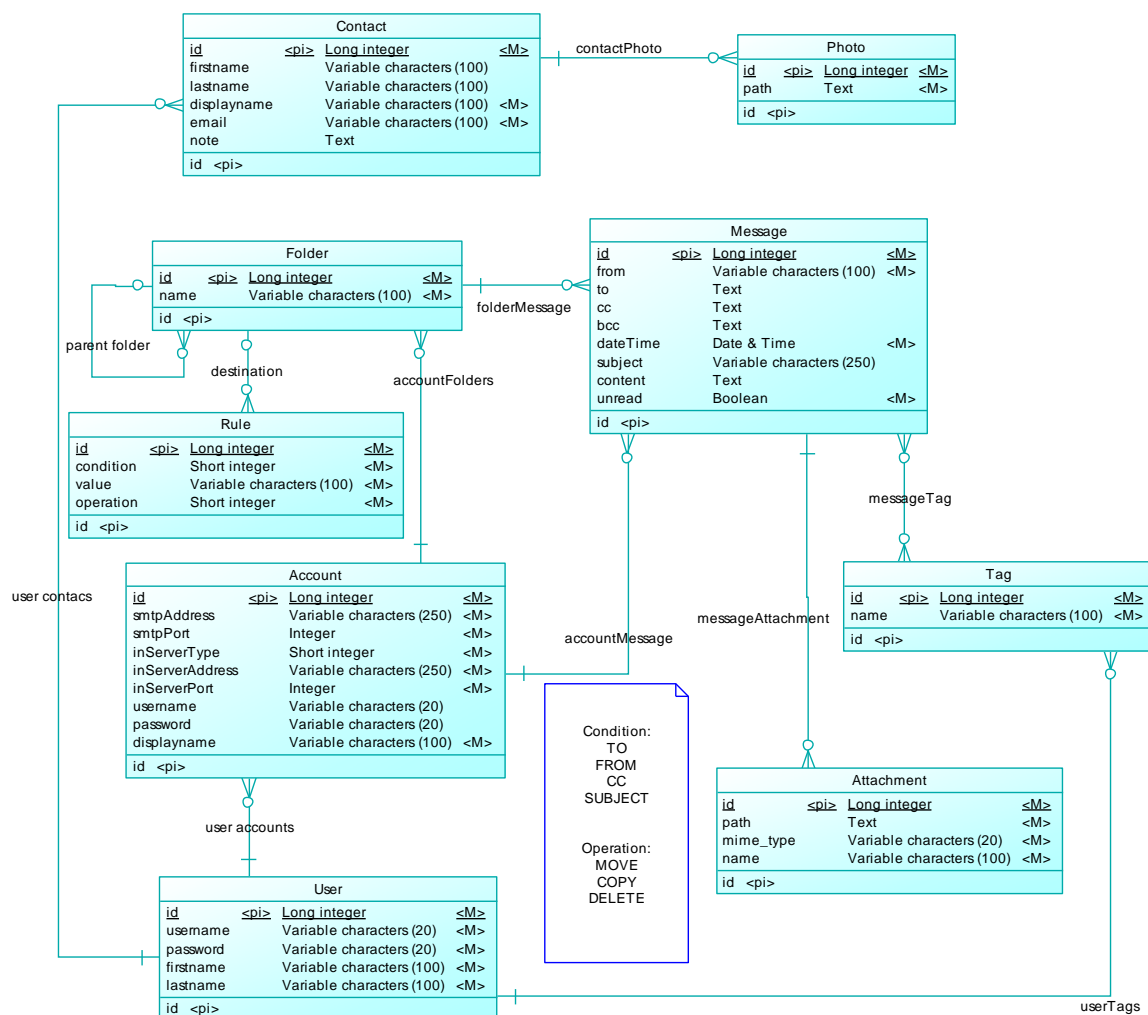 Contact
id <pi> Long integer <M>
firstname Variable characters (100)
lastname Variable characters (100)
displayname Variable characters (100) <M>
email Variable characters (100) <M>
note Text
id <pi>
contactPhoto
Photo
id <pi> Long integer <M>
path Text <M>
id <pi>
Folder
id <pi> Long integer <M>
name Variable characters (100) <M>
id <pi>
parent folder
destination
accountFolders
folderMessage
Message
id <pi> Long integer <M>
from Variable characters (100) <M>
to Text
cc Text
bcc Text
dateTime Date & Time <M>
subject Variable characters (250)
content Text
unread Boolean <M>
id <pi>
Rule
id <pi> Long integer <M>
condition Short integer <M>
value Variable characters (100) <M>
operation Short integer <M>
id <pi>
messageTag
user contacs
Account
id <pi> Long integer <M>
smtpAddress Variable characters (250) <M>
smtpPort Integer <M>
inServerType Short integer <M>
inServerAddress Variable characters (250) <M>
inServerPort Integer <M>
username Variable characters (20)
password Variable characters (20)
displayname Variable characters (100) <M>
id <pi>
accountMessage
messageAttachment
Tag
id <pi> Long integer <M>
name Variable characters (100) <M>
id <pi>
Condition:
TO
FROM
CC
SUBJECT
Operation:
MOVE
COPY
DELETE
Attachment
id <pi> Long integer <M>
path Text <M>
mime_type Variable characters (20) <M>
name Variable characters (100) <M>
id <pi>
user accounts
User
id <pi> Long integer <M>
username Variable characters (20) <M>
password Variable characters (20) <M>
firstname Variable characters (100) <M>
lastname Variable characters (100) <M>
id <pi>
userTags